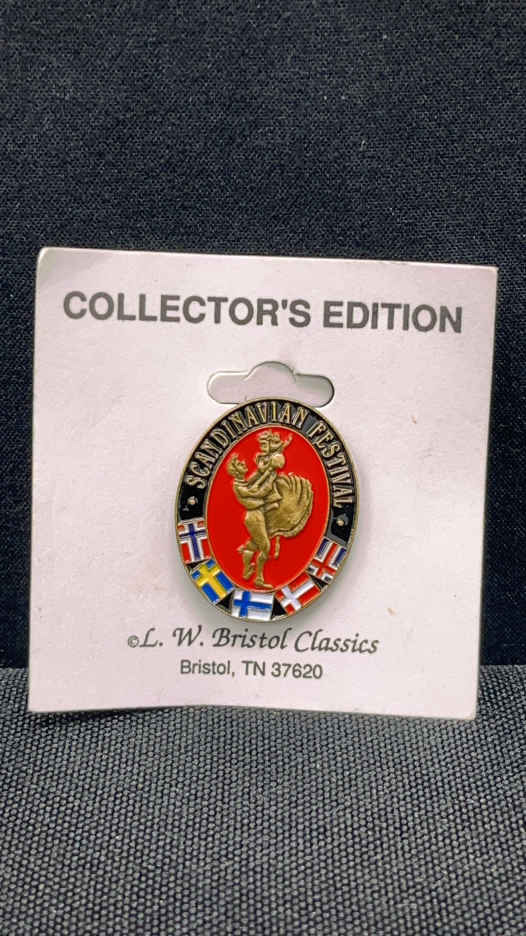 COLLECTOR'S EDITION
SCANDINAVIAN FESTIVAL
©L. W. Bristol Classics
Bristol, TN 37620